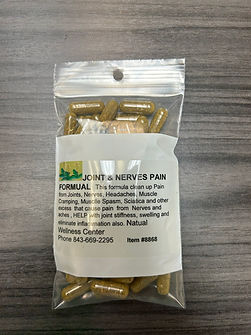 JOINT & NERVES PAIN
FORMUAL This formula clean up Pain
from Joints, Nerves, Headaches, Muscle
Cramping, Muscle Spasm, Sciatica and other
excess that cause pain from Nerves and
aches , HELP with joint stiffness, swelling and
eliminate inflammation also. Natual
Wellness Center
Phone 843-669-2295 Item #8868